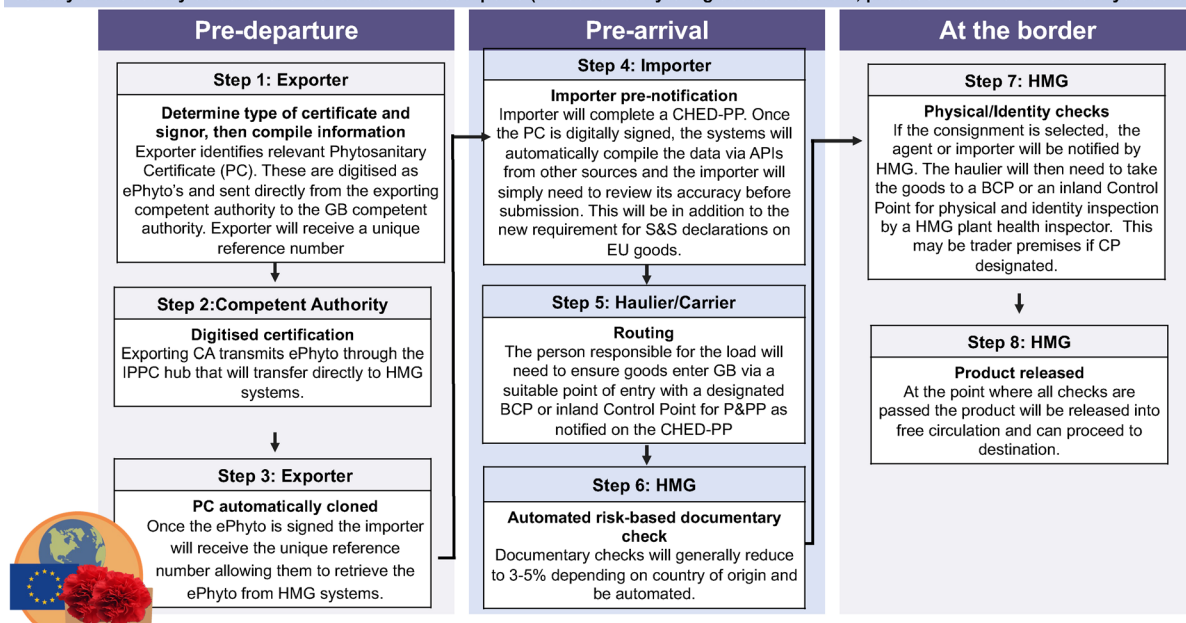 Pre-departure
Step 1: Exporter
Determine type of certificate and
signor, then compile information
Exporter identifies relevant Phytosanitary
Certificate (PC). These are digitised as
ePhyto's and sent directly from the exporting
competent authority to the GB competent
authority. Exporter will receive a unique
reference number
Step 2:Competent Authority
Digitised certification
Exporting CA transmits ePhyto through the
IPPC hub that will transfer directly to HMG
systems.
Step 3: Exporter
PC automatically cloned
Once the ePhyto is signed the importer
will receive the unique reference
number allowing them to retrieve the
ePhyto from HMG systems.
Pre-arrival
Step 4: Importer
Importer pre-notification
Importer will complete a CHED-PP. Once
the PC is digitally signed, the systems will
automatically compile the data via APIs
from other sources and the importer will
simply need to review its accuracy before
submission. This will be in addition to the
new requirement for S&S declarations on
EU goods.
Step 5: Haulier/Carrier
Routing
The person responsible for the load will
need to ensure goods enter GB via a
suitable point of entry with a designated
BCP or inland Control Point for P&PP as
notified on the CHED-PP
Step 6: HMG
Automated risk-based documentary
check
Documentary checks will generally reduce
to 3-5% depending on country of origin and
be automated.
At the border
Step 7: HMG
Physical/Identity checks
If the consignment is selected, the
agent or importer will be notified by
HMG. The haulier will then need to take
the goods to a BCP or an inland Control
Point for physical and identity inspection
by a HMG plant health inspector. This
may be trader premises if CP
designated.
Step 8: HMG
Product released
At the point where all checks are
passed the product will be released into
free circulation and can proceed to
destination.